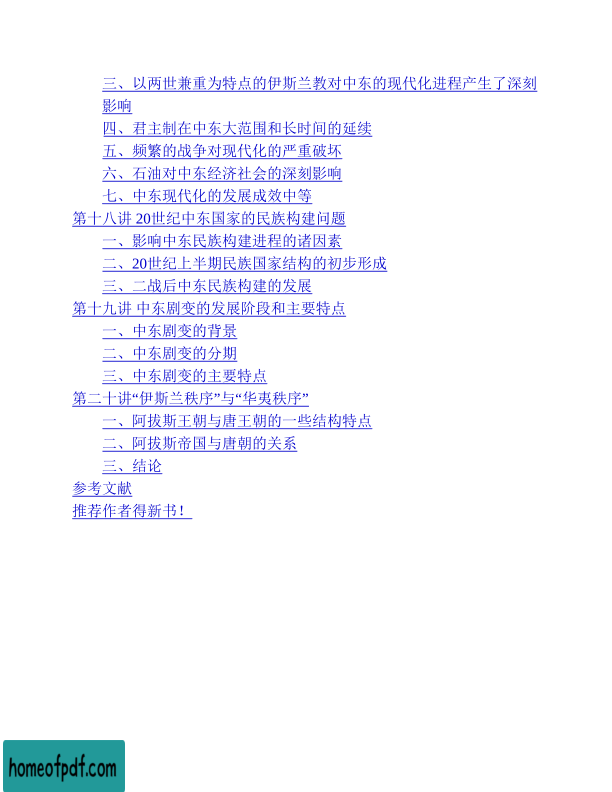 三、以两世兼重为特点的伊斯兰教对中东的现代化进程产生了深刻
影响
四、君主制在中东大范围和长时间的延续
五、频繁的战争对现代化的严重破坏
六、石油对中东经济社会的深刻影响
七、中东现代化的发展成效中等
第十八讲 20世纪中东国家的民族构建问题
一、影响中东民族构建进程的诸因素
二、20世纪上半期民族国家结构的初步形成
三、二战后中东民族构建的发展
第十九讲 中东剧变的发展阶段和主要特点
一、中东剧变的背景
二、中东剧变的分期
三、中东剧变的主要特点
第二十讲“伊斯兰秩序”与“华夷秩序”
一、阿拔斯王朝与唐王朝的一些结构特点
二、阿拔斯帝国与唐朝的关系
三、结论
参考文献
推荐作者得新书！
homeofpdf.com